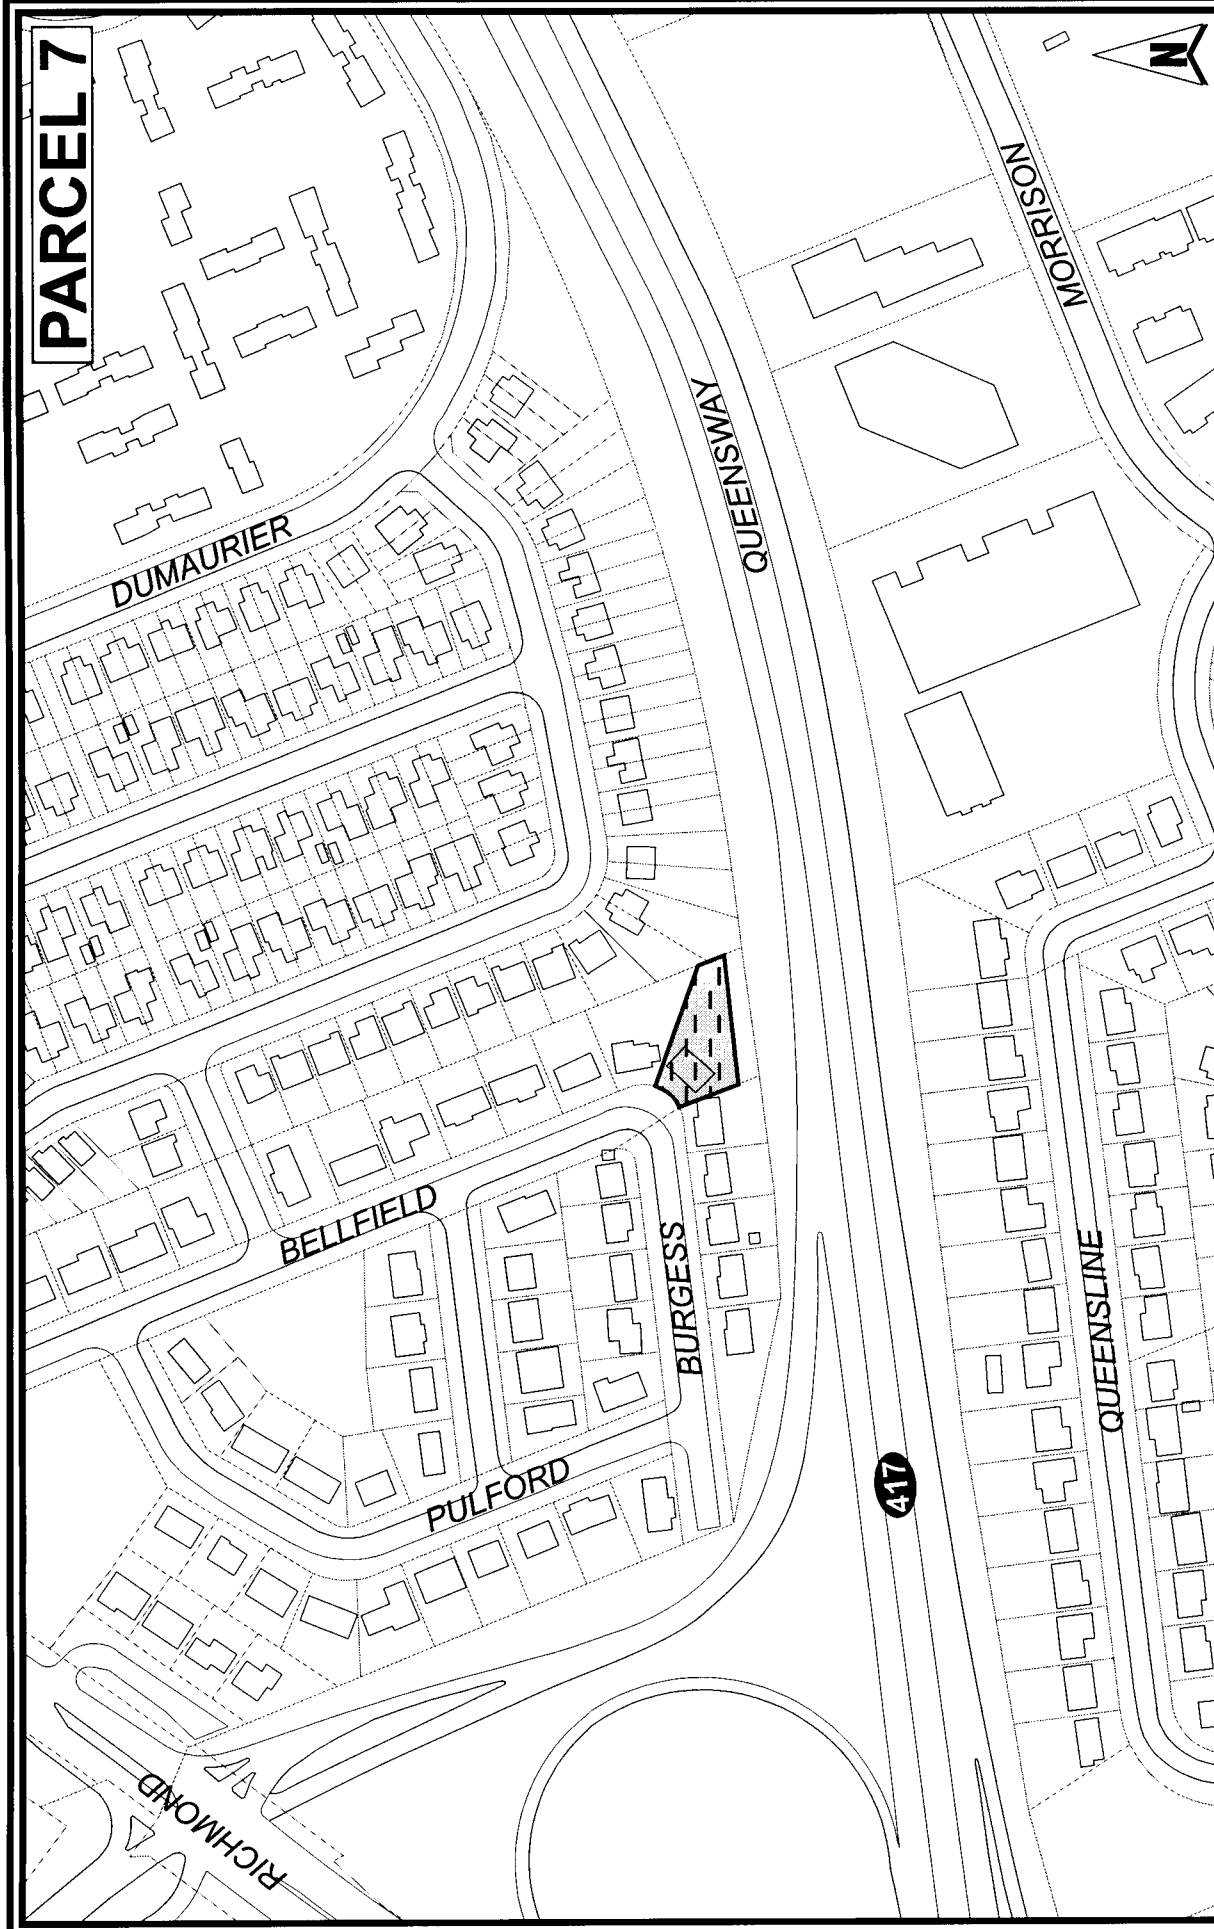 PARCEL 7
N
DUMAURIER
QUEENSWAY
MORRISON
BELLFIELD
BURGESS
PULFORD
QUEENSLINE
417
RICHMOND